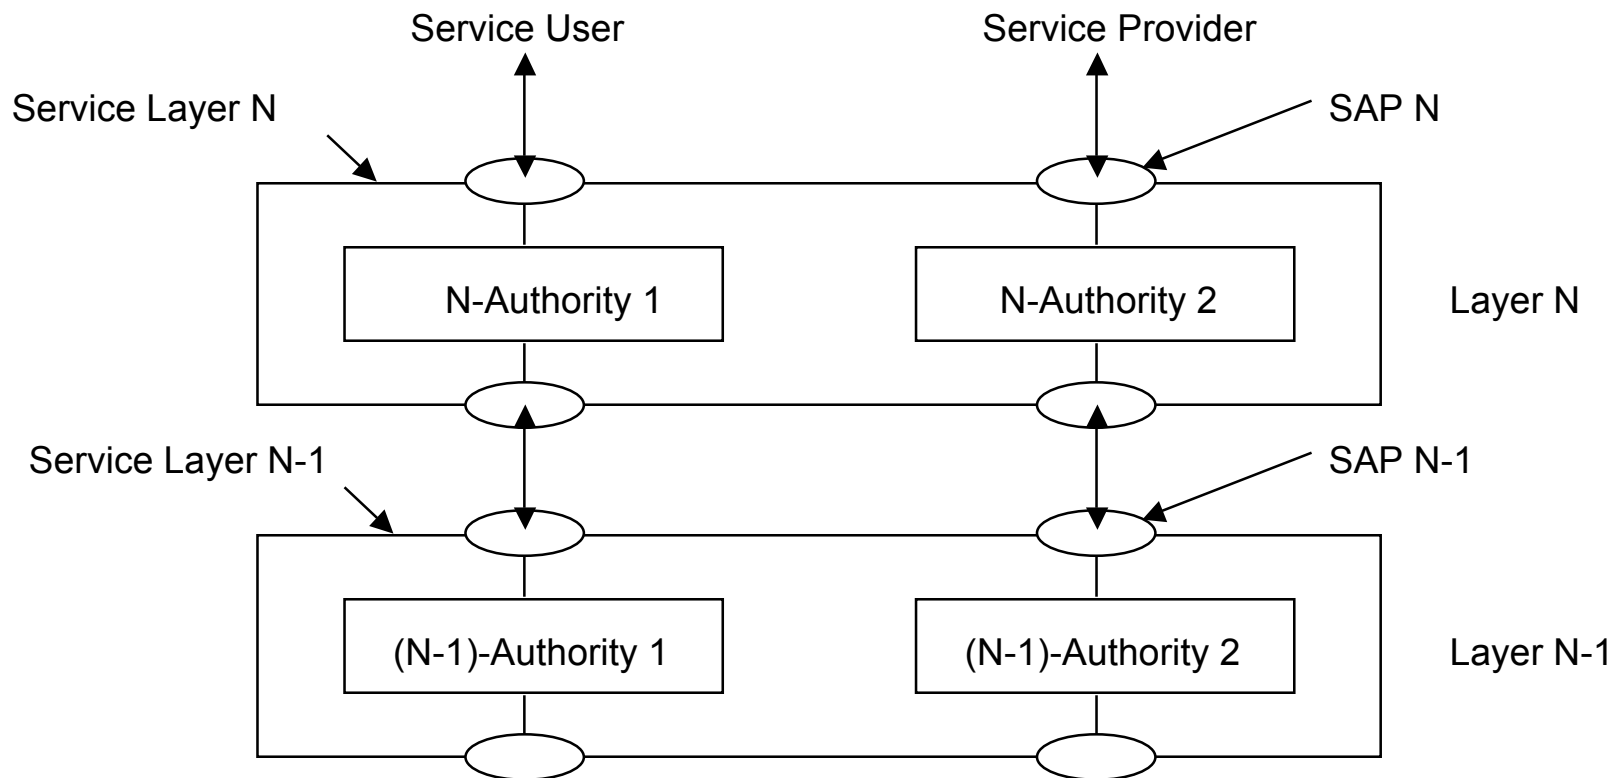 Service User
Service Provider
Service Layer N
SAP N
N-Authority 1
N-Authority 2
Layer N
Service Layer N-1
SAP N-1
(N-1)-Authority 1
(N-1)-Authority 2
Layer N-1